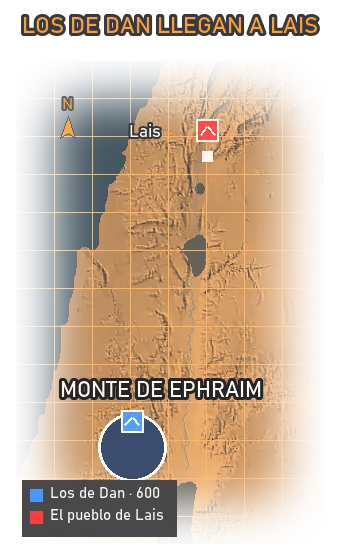 LOS DE DAN LLEGAN A LAIS
N
Lais
MONTE DE EPHRAIM
Los de Dan · 600
El pueblo de Lais